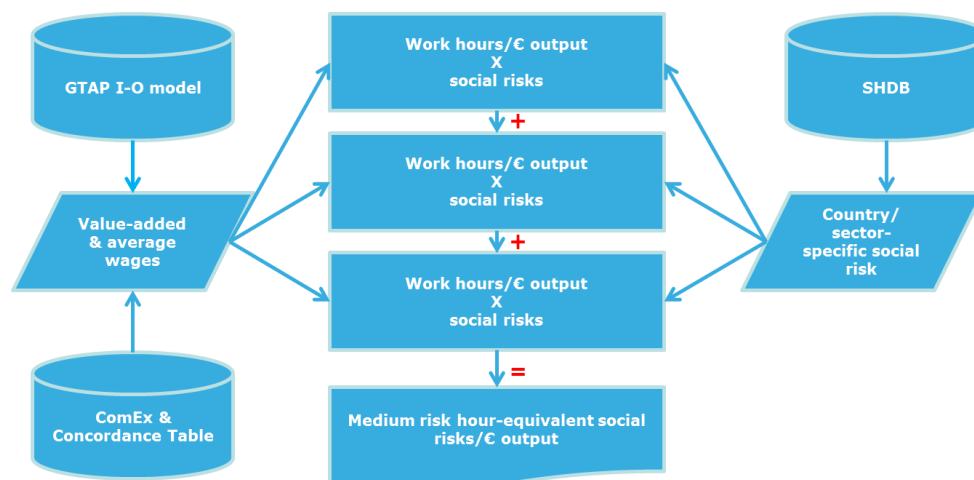 GTAP I-O model
Work hours/€ output
X
social risks
SHDB
+
Work hours/€ output
X
social risks
Value-added
& average
wages
+
Country/
sector-
specific social
risk
Work hours/€ output
X
social risks
=
ComEx &
Concordance Table
Medium risk hour-equivalent social
risks/€ output